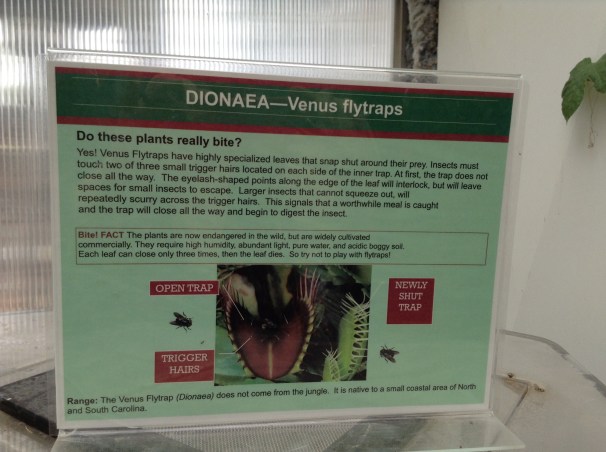 DIONAEA—Venus flytraps
Do these plants really bite?
Yes! Venus Flytraps have highly specialized leaves that snap shut around their prey. Insects must
touch two of three small trigger hairs located on each side of the inner trap. At first, the trap does not
close all the way. The eyelash-shaped points along the edge of the leaf will interlock, but will leave
spaces for small insects to escape. Larger insects that cannot squeeze out, will
repeatedly scurry across the trigger hairs. This signals that a worthwhile meal is caught
and the trap will close all the way and begin to digest the insect.
Bite! FACT The plants are now endangered in the wild, but are widely cultivated
commercially. They require high humidity, abundant light, pure water, and acidic boggy soil.
Each leaf can close only three times, then the leaf dies. So try not to play with flytraps!
OPEN TRAP
NEWLY
SHUT
TRAP
TRIGGER
HAIRS
Range: The Venus Flytrap (Dionaea) does not come from the jungle. It is native to a small coastal area of North
and South Carolina.